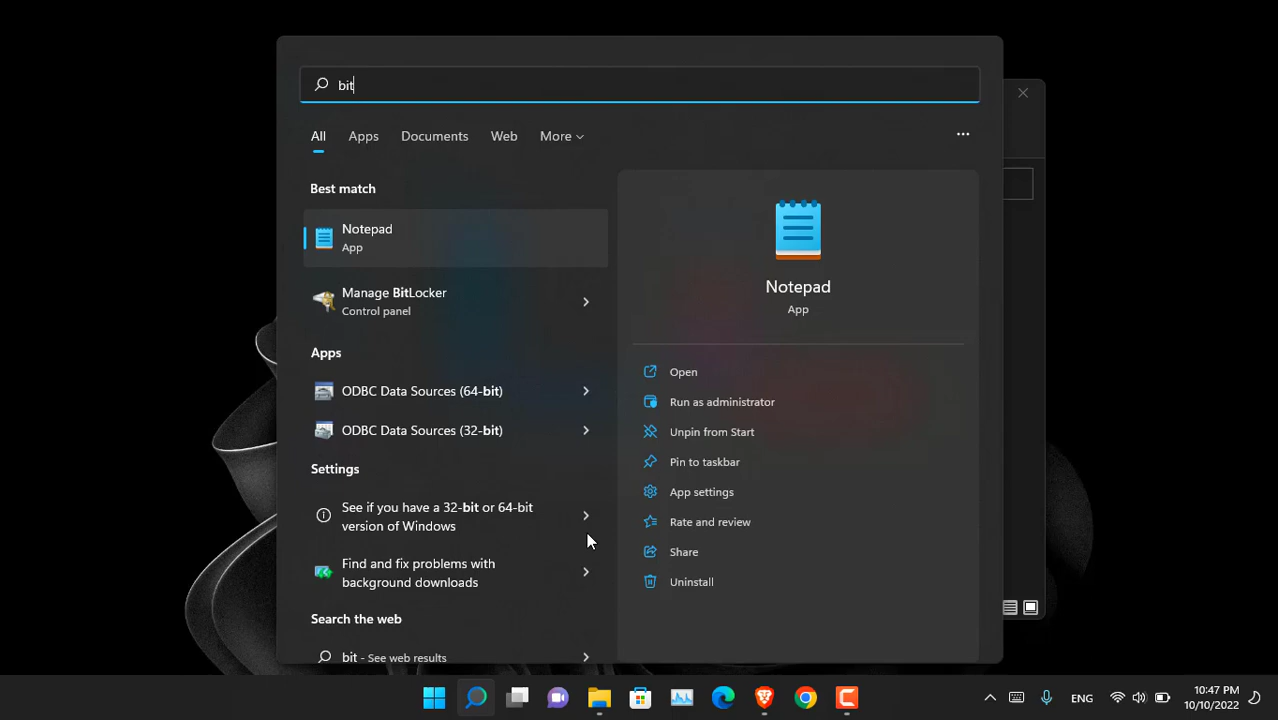 bit
All Apps Documents Web More
Best match
Notepad
App
Manage BitLocker
Control panel
Apps
ODBC Data Sources (64-bit)
ODBC Data Sources (32-bit)
Settings
See if you have a 32-bit or 64-bit
version of Windows
Find and fix problems with
background downloads
Search the web
bit - See web results
Notepad
App
Open
Run as administrator
Unpin from Start
Pin to taskbar
App settings
Rate and review
Share
Uninstall
ENG
10:47 PM
10/10/2022